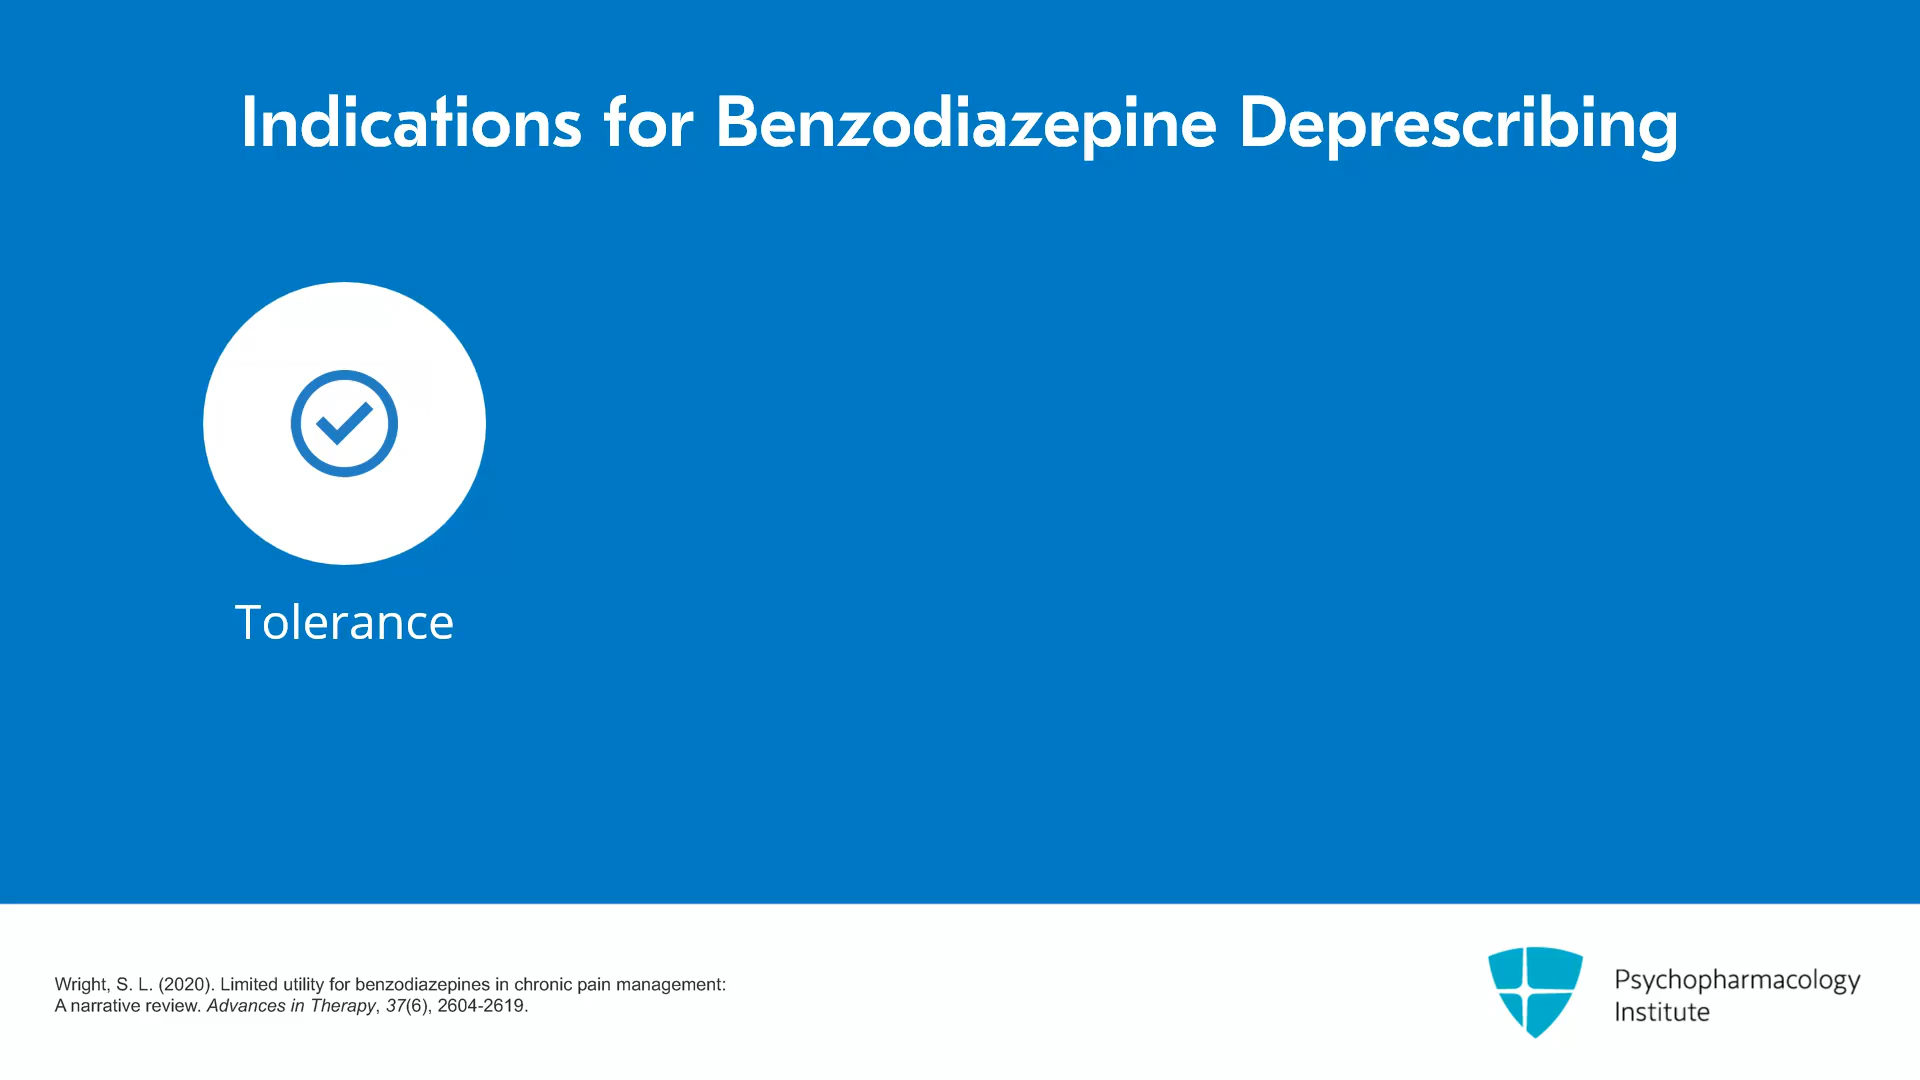 Indications for Benzodiazepine Deprescribing
Tolerance
Wright, S. L. (2020). Limited utility for benzodiazepines in chronic pain management:
A narrative review. Advances in Therapy, 37(6), 2604-2619.
Psychopharmacology
Institute